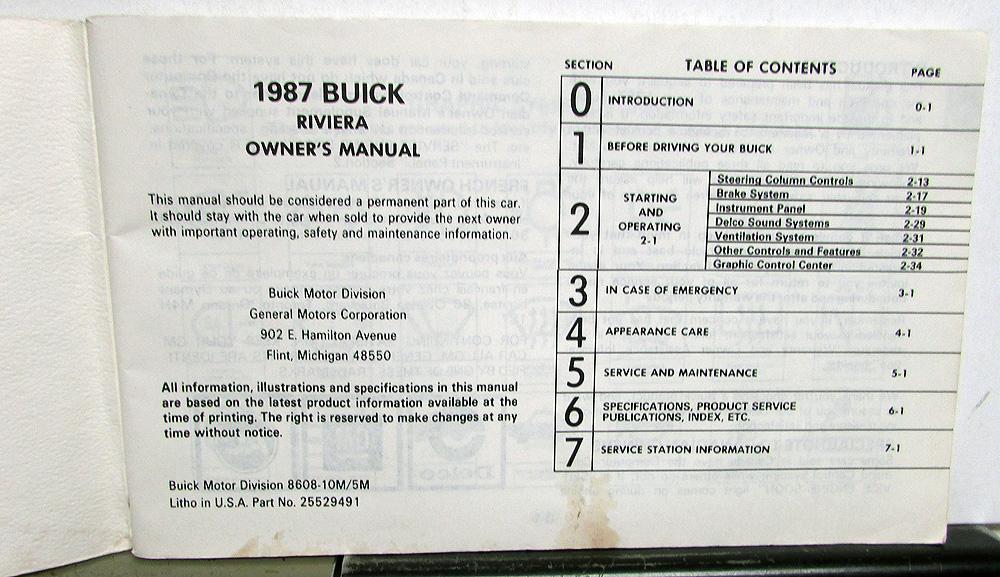 1987 BUICK
RIVIERA
OWNER'S MANUAL
This manual should be considered a permanent part of this car.
It should stay with the car when sold to provide the next owner
with important operating, safety and maintenance information.
Buick Motor Division
General Motors Corporation
902 E. Hamilton Avenue
Flint, Michigan 48550
All information, illustrations and specifications in this manual
are based on the latest product information available at the
time of printing. The right is reserved to make changes at any
time without notice.
Buick Motor Division 8608-10M/5M
Litho in U.S.A. Part No. 25529491
SECTION TABLE OF CONTENTS PAGE
0 INTRODUCTION 0-1
1 BEFORE DRIVING YOUR BUICK 1-1
2 STARTING AND OPERATING 2-1
Steering Column Controls 2-13
Brake System 2-17
Instrument Panel 2-19
Delco Sound Systems 2-29
Ventilation System 2-31
Other Controls and Features 2-32
Graphic Control Center 2-34
3 IN CASE OF EMERGENCY 3-1
4 APPEARANCE CARE 4-1
5 SERVICE AND MAINTENANCE 5-1
6 SPECIFICATIONS, PRODUCT SERVICE
PUBLICATIONS, INDEX, ETC. 6-1
7 SERVICE STATION INFORMATION 7-1